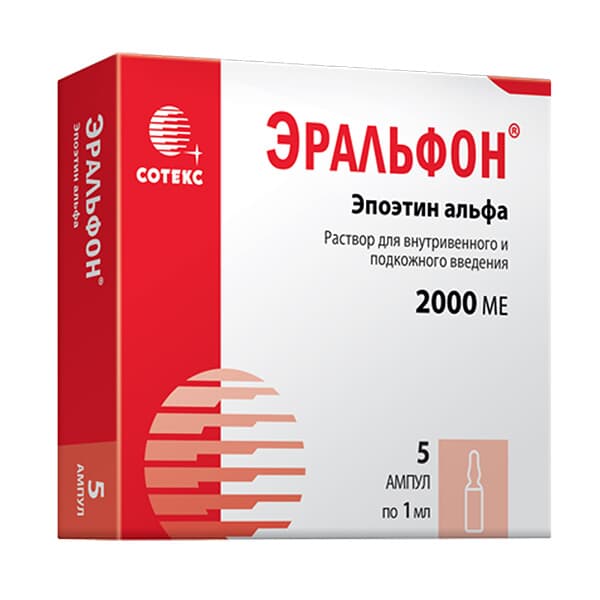 ЭРАЛЬФОН®
Эпоэтин альфа
5
АМПУЛ
СОТЕКС
ЭРАЛЬФОН®
Эпоэтин альфа
Раствор для внутривенного и
подкожного введения
2000 МЕ
5
АМПУЛ
по 1 мл